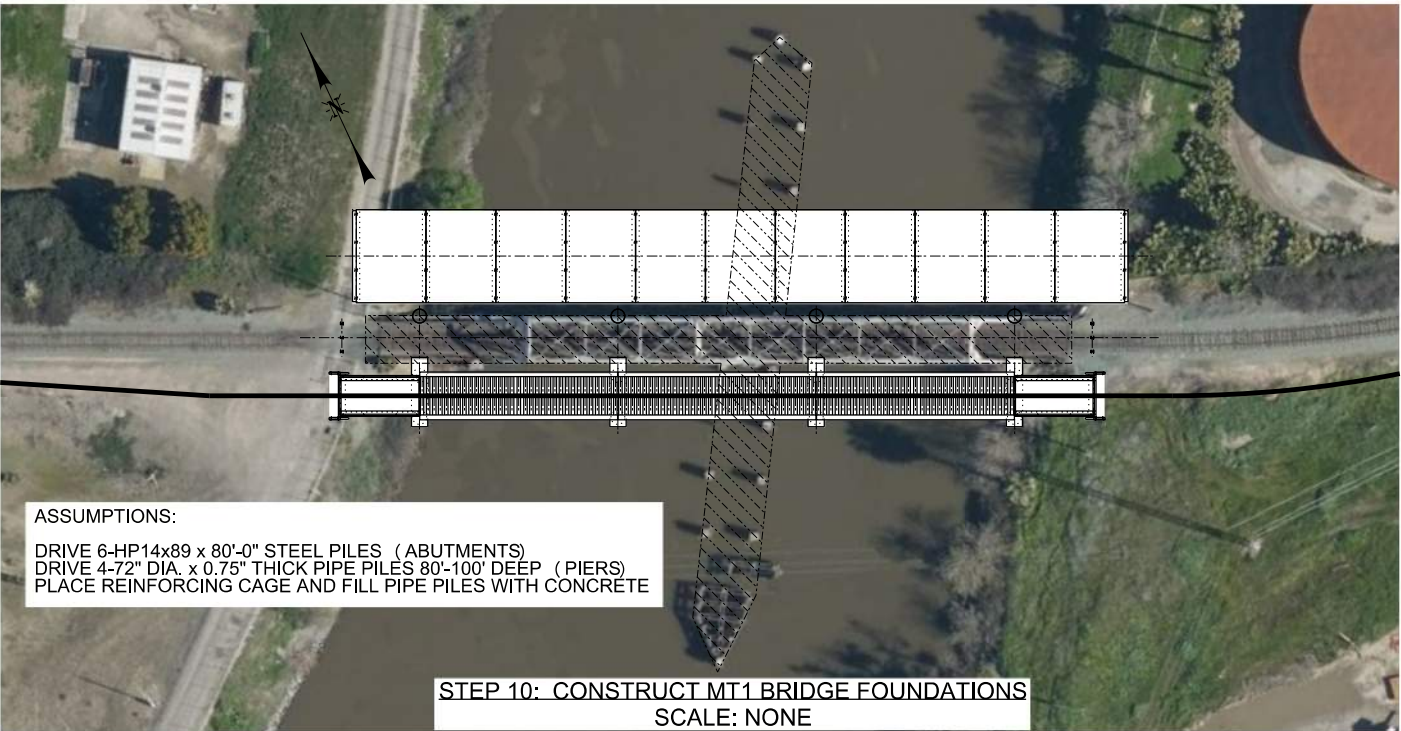 N
ASSUMPTIONS:
DRIVE 6-HP14x89 x 80'-0" STEEL PILES (ABUTMENTS)
DRIVE 4-72" DIA. x 0.75" THICK PIPE PILES 80'-100' DEEP (PIERS)
PLACE REINFORCING CAGE AND FILL PIPE PILES WITH CONCRETE
STEP 10: CONSTRUCT MT1 BRIDGE FOUNDATIONS
SCALE: NONE